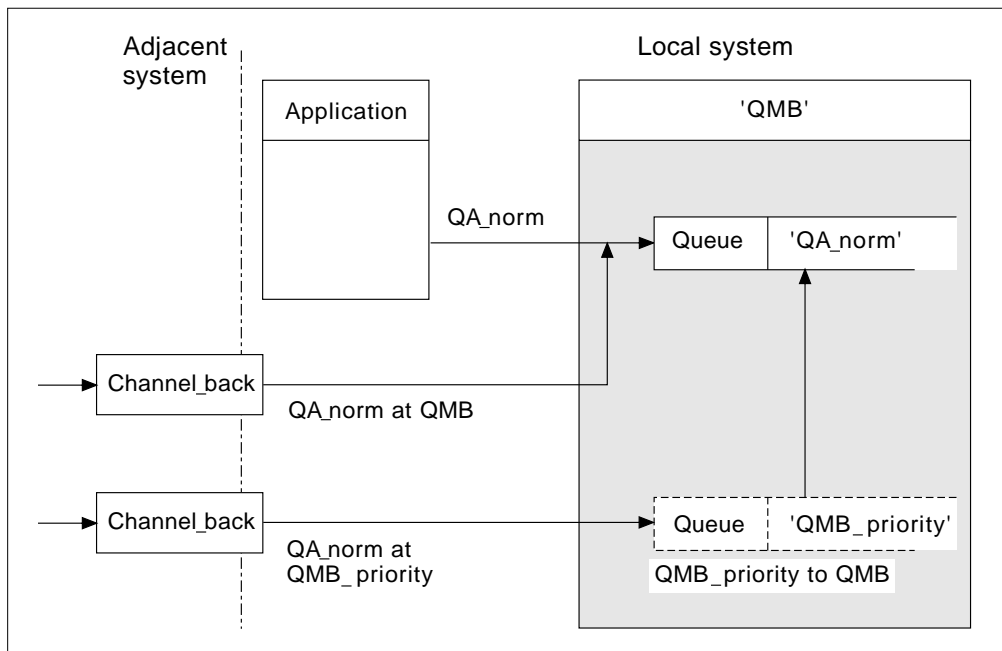 Adjacent
system
Local system
Application
'QMB'
QA_norm
Queue
'QA_norm'
Channel_back
QA_norm at QMB
Channel_back
QA_norm at
QMB_priority
Queue
'QMB_priority'
QMB_priority to QMB